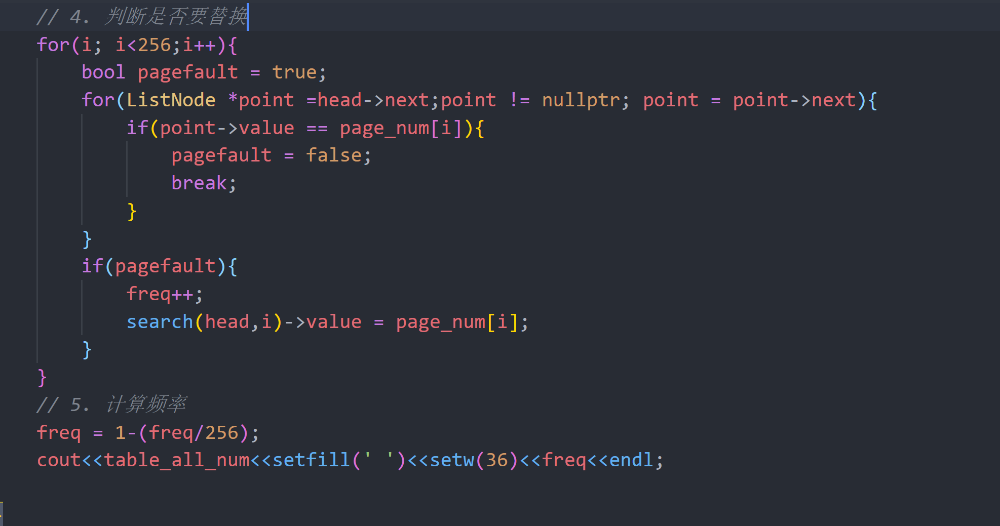 // 4. 判断是否要替换
for(i; i<256;i++){
    bool pagefault = true;
    for(ListNode *point =head->next;point != nullptr; point = point->next){
        if(point->value == page_num[i]){
            pagefault = false;
            break;
        }
    }
    if(pagefault){
        freq++;
        search(head,i)->value = page_num[i];
    }
}
// 5. 计算频率
freq = 1-(freq/256);
cout<<table_all_num<<setfill(' ')<<setw(36)<<freq<<endl;